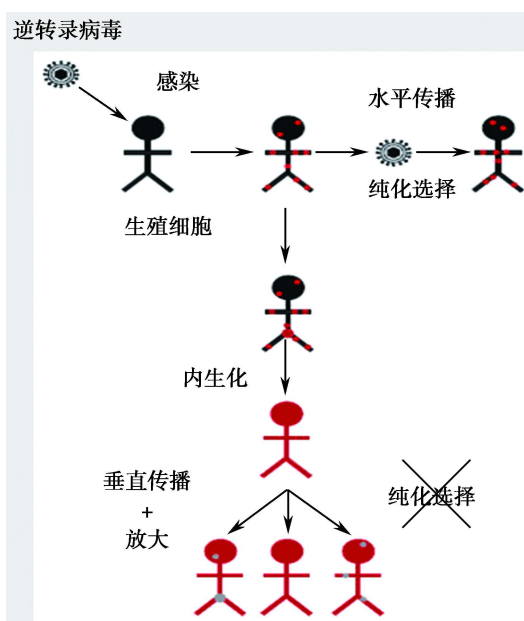 逆转录病毒
感染
水平传播
纯化选择
生殖细胞
内生化
垂直传播
+
放大
纯化选择